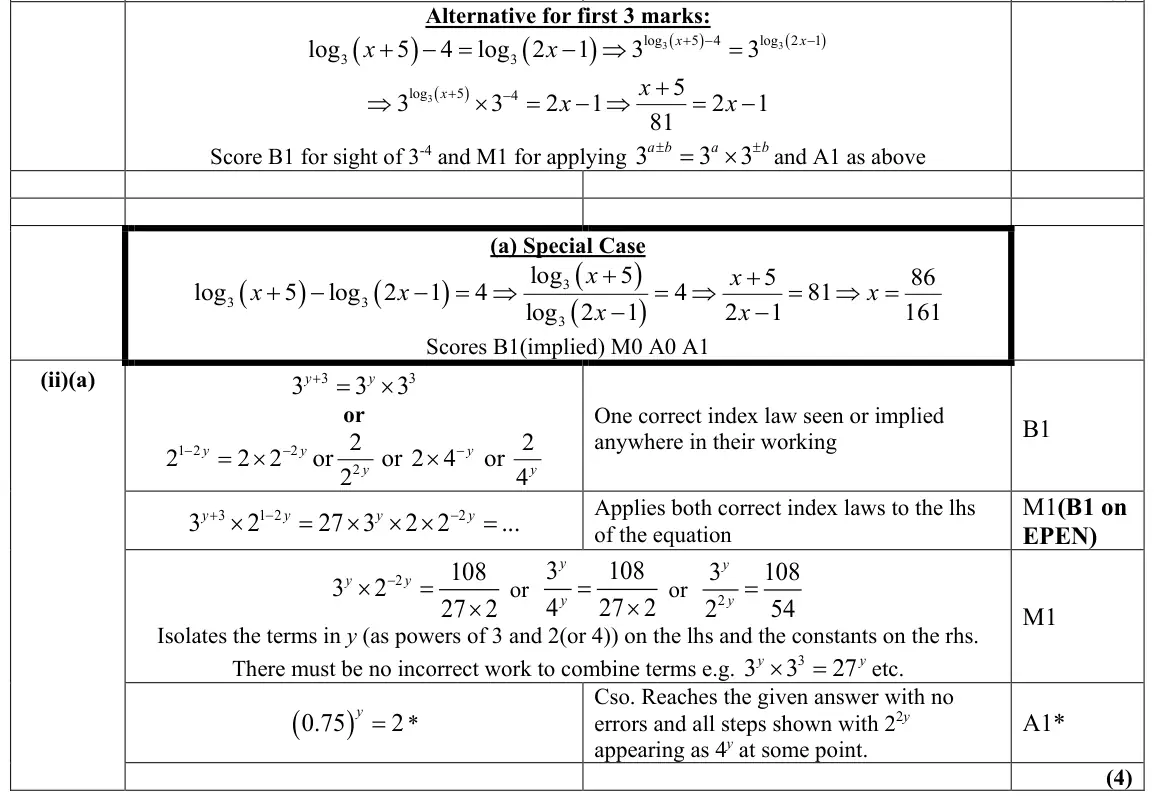 Alternative for first 3 marks:
log₃(x+5)−4 = log₃(2x−1) ⇒ 3^(log₃(x+5)−4) = 3^(log₃(2x−1))
⇒ 3^(log₃(x+5)) × 3⁻⁴ = 2x−1 ⇒ (x+5)/81 = 2x−1
Score B1 for sight of 3⁻⁴ and M1 for applying 3^(a±b) = 3^a × 3^(±b) and A1 as above
(a) Special Case
log₃(x+5) − log₃(2x−1) = 4 ⇒ log₃(x+5)/log₃(2x−1) = 4 ⇒ (x+5)/(2x−1) = 81 ⇒ x = 86/161
Scores B1(implied) M0 A0 A1
(ii)(a)
3^(y+3) = 3^y × 3³
or
2^(1−2y) = 2 × 2^(−2y) or 2/2^(2y) or 2 × 4^(−y) or 2/4^y
One correct index law seen or implied
anywhere in their working
B1
3^(y+3) × 2^(1−2y) = 27 × 3^y × 2 × 2^(−2y) = ...
Applies both correct index laws to the lhs
of the equation
M1(B1 on
EPEN)
3^y × 2^(−2y) = 108/(27×2) or 3^y/4^y = 108/(27×2) or 3^y/2^(2y) = 108/54
Isolates the terms in y (as powers of 3 and 2(or 4)) on the lhs and the constants on the rhs.
There must be no incorrect work to combine terms e.g. 3^y × 3³ = 27^y etc.
M1
(0.75)^y = 2 *
Cso. Reaches the given answer with no
errors and all steps shown with 2^(2y)
appearing as 4^y at some point.
A1*
(4)